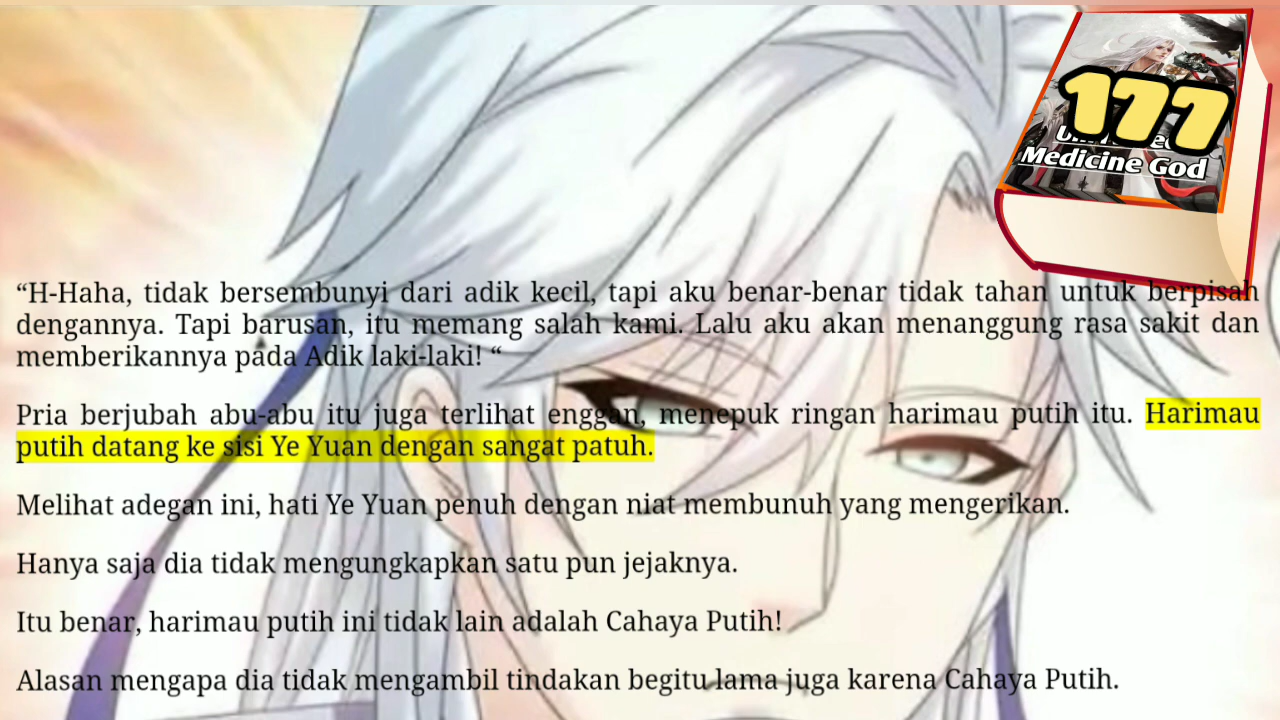 177
Medicine God
“H-Haha, tidak bersembunyi dari adik kecil, tapi aku benar-benar tidak tahan untuk berpisah
dengannya. Tapi barusan, itu memang salah kami. Lalu aku akan menanggung rasa sakit dan
memberikannya pada Adik laki-laki! “
Pria berjubah abu-abu itu juga terlihat enggan, menepuk ringan harimau putih itu. Harimau
putih datang ke sisi Ye Yuan dengan sangat patuh.
Melihat adegan ini, hati Ye Yuan penuh dengan niat membunuh yang mengerikan.
Hanya saja dia tidak mengungkapkan satu pun jejaknya.
Itu benar, harimau putih ini tidak lain adalah Cahaya Putih!
Alasan mengapa dia tidak mengambil tindakan begitu lama juga karena Cahaya Putih.